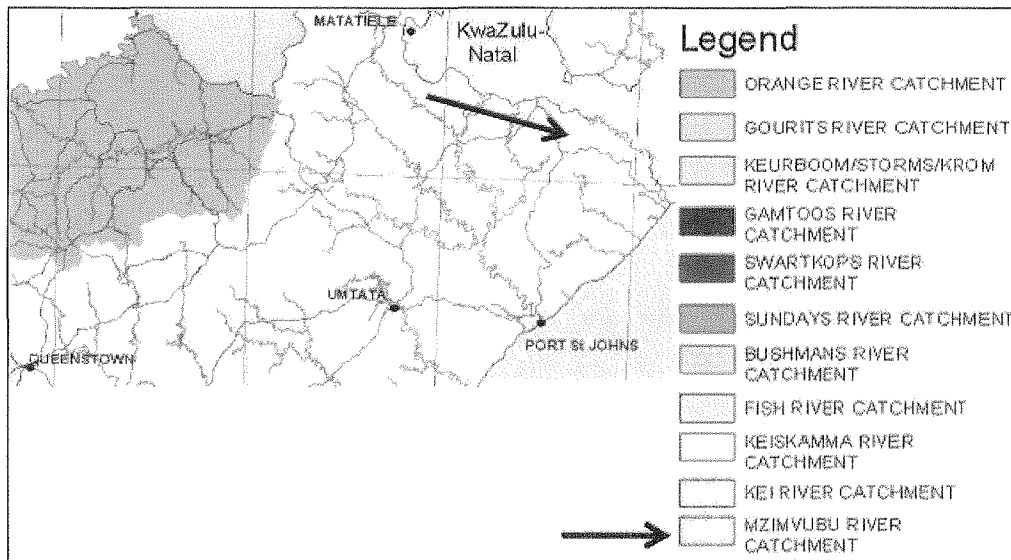 MATATIELE
KwaZulu-
Natal
UMTATA
PORT St JOHNS
QUEENSTOWN
Legend
ORANGE RIVER CATCHMENT
GOURITS RIVER CATCHMENT
KEURBOOM/STORMS/KROM
RIVER CATCHMENT
GAMTOOS RIVER
CATCHMENT
SWARTKOPS RIVER
CATCHMENT
SUNDAYS RIVER CATCHMENT
BUSHMANS RIVER
CATCHMENT
FISH RIVER CATCHMENT
KEISKAMMA RIVER
CATCHMENT
KEI RIVER CATCHMENT
MZIMVUBU RIVER
CATCHMENT